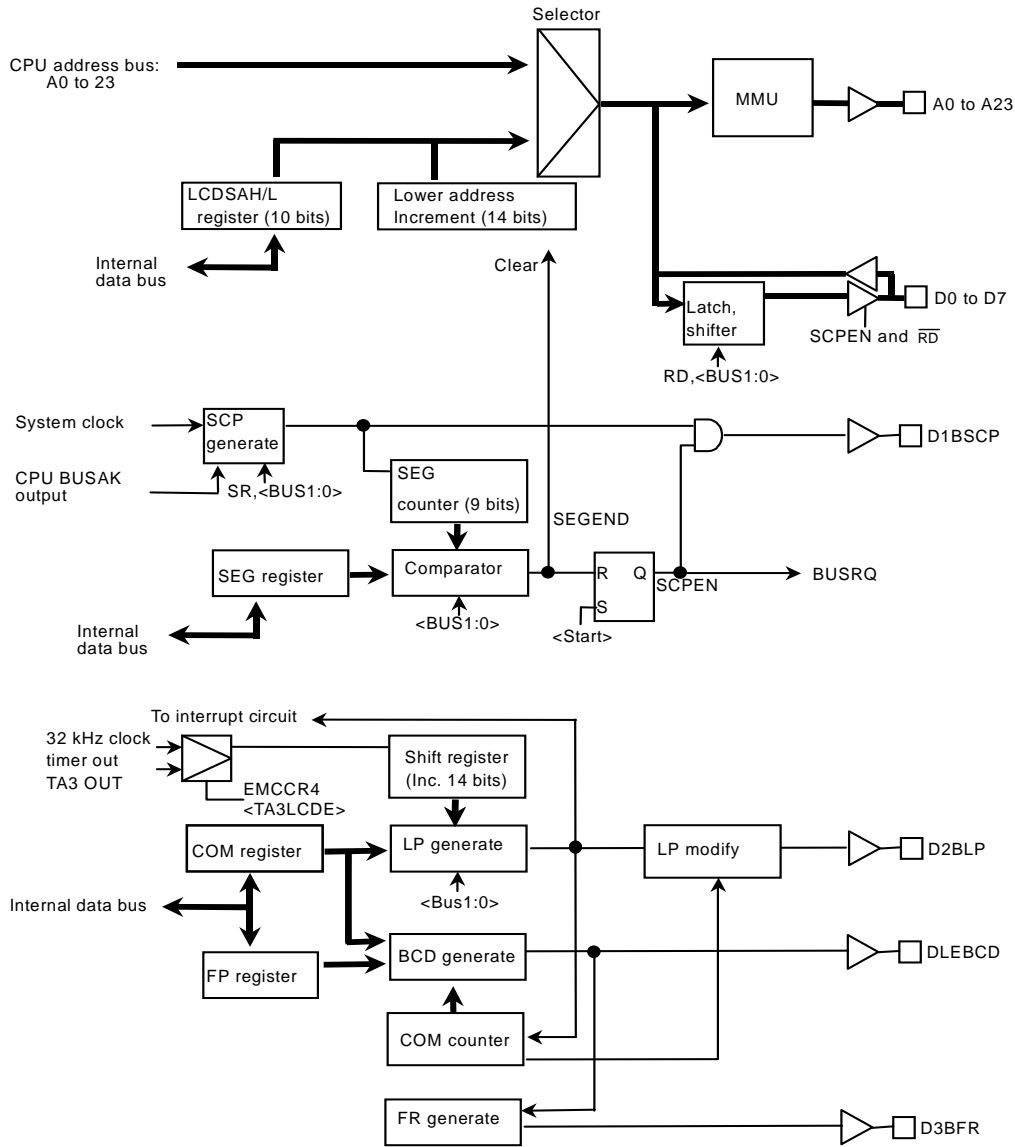 Selector
CPU address bus:
A0 to 23
MMU
A0 to A23
LCDSAH/L
register (10 bits)
Lower address
Increment (14 bits)
Internal
data bus
Clear
Latch,
shifter
D0 to D7
SCPEN and RD
RD,<BUS1:0>
System clock
SCP
generate
D1BSCP
CPU BUSAK
output
SR,<BUS1:0>
SEG
counter (9 bits)
SEGEND
SEG register
Comparator
R Q
S
SCPEN
BUSRQ
<BUS1:0>
<Start>
Internal
data bus
To interrupt circuit
32 kHz clock
timer out
TA3 OUT
Shift register
(Inc. 14 bits)
EMCCR4
<TA3LCDE>
COM register
LP generate
LP modify
D2BLP
<Bus1:0>
Internal data bus
FP register
BCD generate
DLEBCD
COM counter
FR generate
D3BFR